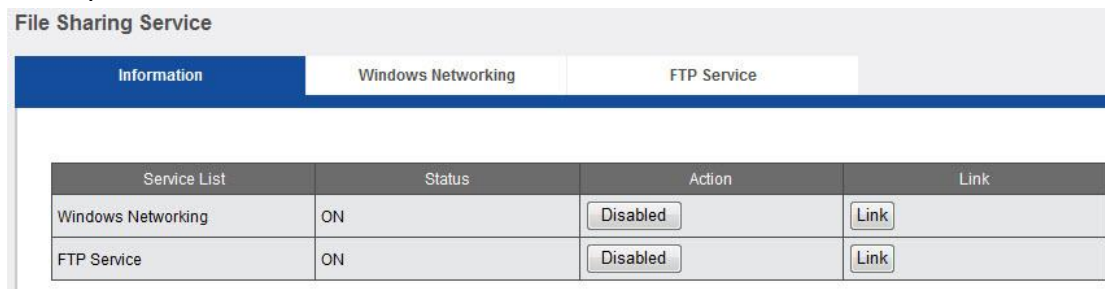 File Sharing Service
Information Windows Networking FTP Service
Service List Status Action Link
Windows Networking ON Disabled Link
FTP Service ON Disabled Link